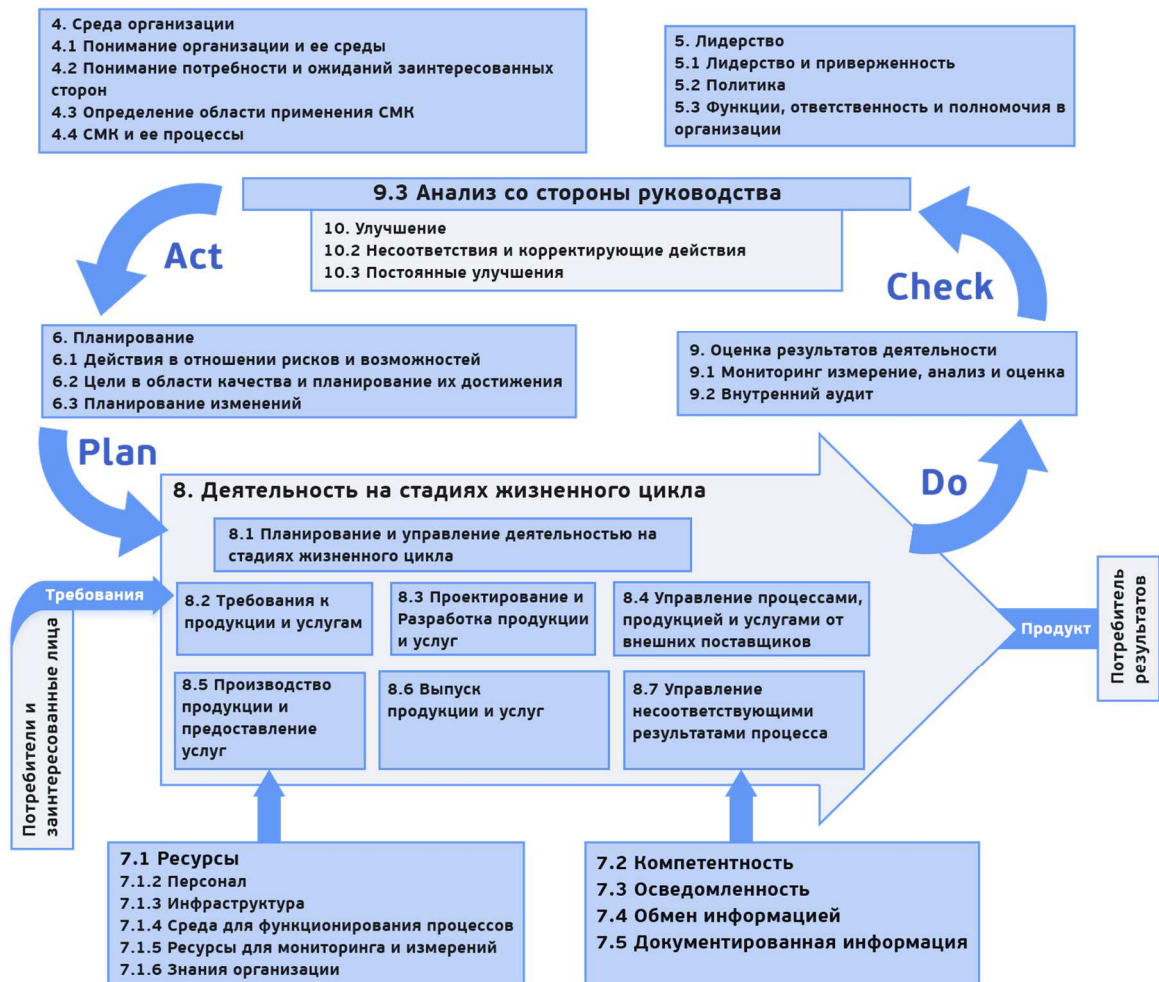 4. Среда организации
4.1 Понимание организации и ее среды
4.2 Понимание потребности и ожиданий заинтересованных
сторон
4.3 Определение области применения СМК
4.4 СМК и ее процессы
5. Лидерство
5.1 Лидерство и приверженность
5.2 Политика
5.3 Функции, ответственность и полномочия в
организации
9.3 Анализ со стороны руководства
10. Улучшение
10.2 Несоответствия и корректирующие действия
10.3 Постоянные улучшения
Act
Check
6. Планирование
6.1 Действия в отношении рисков и возможностей
6.2 Цели в области качества и планирование их достижения
6.3 Планирование изменений
9. Оценка результатов деятельности
9.1 Мониторинг измерение, анализ и оценка
9.2 Внутренний аудит
Plan
Do
8. Деятельность на стадиях жизненного цикла
8.1 Планирование и управление деятельностью на
стадиях жизненного цикла
Требования
Потребители и
заинтересованные лица
8.2 Требования к
продукции и услугам
8.3 Проектирование и
Разработка продукции
и услуг
8.4 Управление процессами,
продукцией и услугами от
внешних поставщиков
8.5 Производство
продукции и
предоставление
услуг
8.6 Выпуск
продукции и услуг
8.7 Управление
несоответствующими
результатами процесса
Продукт
Потребитель
результатов
7.1 Ресурсы
7.1.2 Персонал
7.1.3 Инфраструктура
7.1.4 Среда для функционирования процессов
7.1.5 Ресурсы для мониторинга и измерений
7.1.6 Знания организации
7.2 Компетентность
7.3 Осведомленность
7.4 Обмен информацией
7.5 Документированная информация